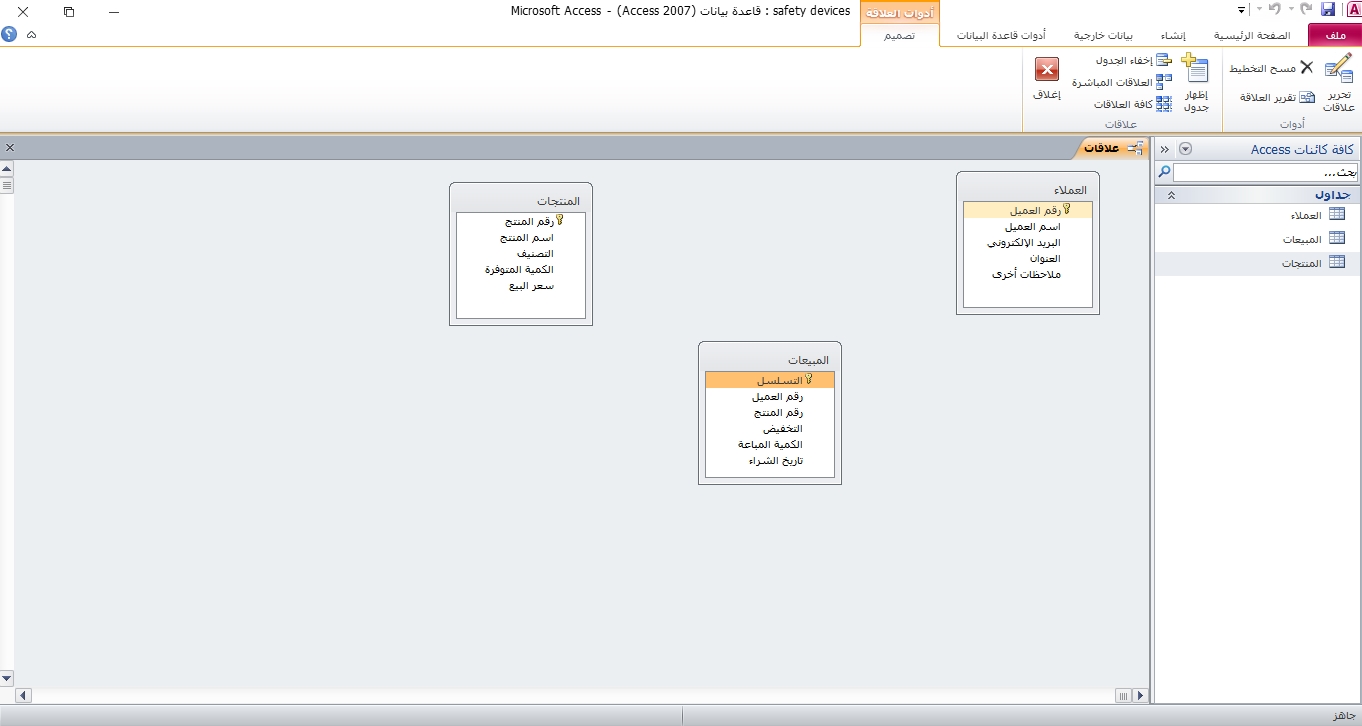 safety devices : قاعدة بيانات (Access 2007) - Microsoft Access
أدوات العلاقة
ملف
الصفحة الرئيسية
إنشاء
بيانات خارجية
أدوات قاعدة البيانات
تصميم
تحرير علاقات
مسح التخطيط
تقرير العلاقة
أدوات
إظهار جدول
إخفاء الجدول
العلاقات المباشرة
كافة العلاقات
علاقات
إغلاق
كافة كائنات Access
بحث...
جداول
العملاء
المبيعات
المنتجات
علاقات
العملاء
رقم العميل
اسم العميل
البريد الإلكتروني
العنوان
ملاحظات أخرى
المنتجات
رقم المنتج
اسم المنتج
التصنيف
الكمية المتوفرة
سعر البيع
المبيعات
التسلسل
رقم العميل
رقم المنتج
التخفيض
الكمية المباعة
تاريخ الشراء
جاهز